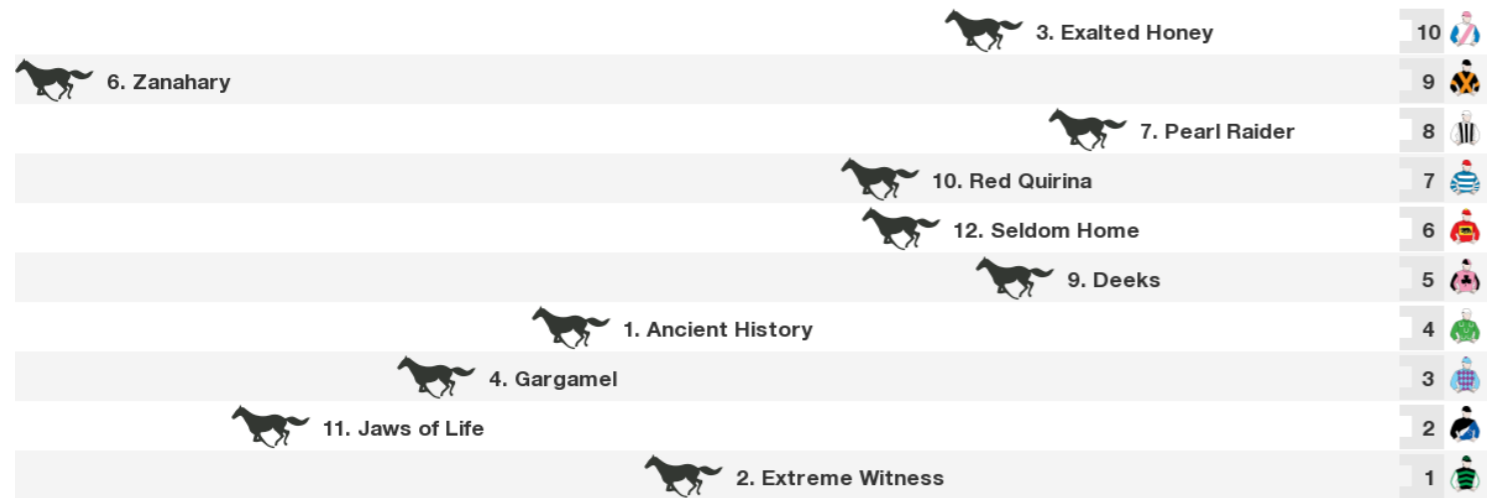 3. Exalted Honey 10
6. Zanahary 9
7. Pearl Raider 8
10. Red Quirina 7
12. Seldom Home 6
9. Deeks 5
1. Ancient History 4
4. Gargamel 3
11. Jaws of Life 2
2. Extreme Witness 1